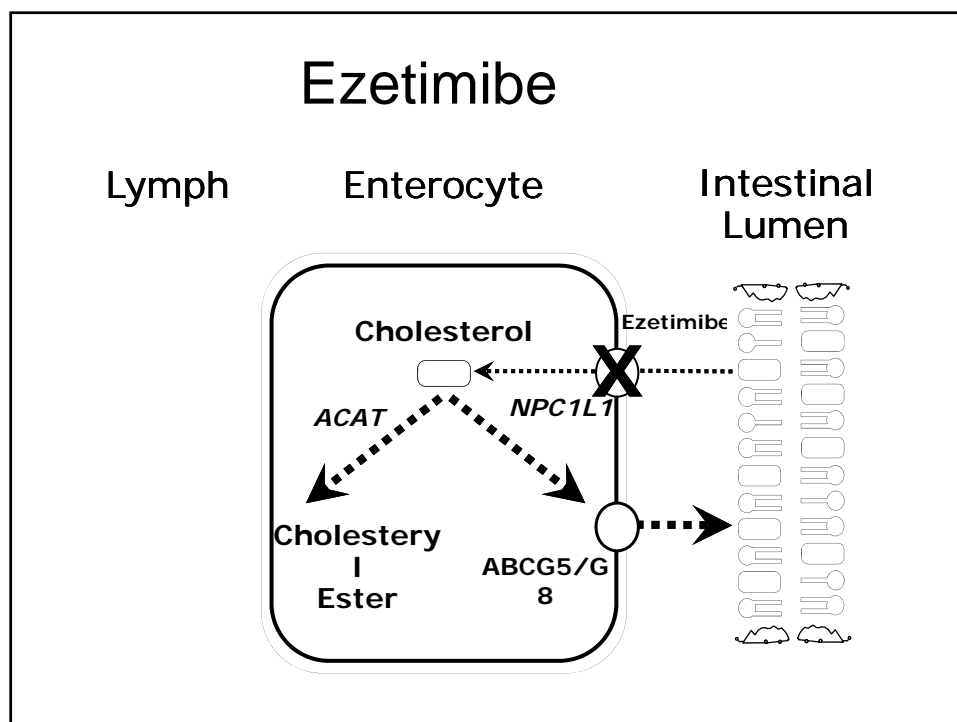 Ezetimibe
Lymph
Enterocyte
Intestinal
Lumen
Ezetimibe
Cholesterol
NPC1L1
ACAT
Cholestery
l
Ester
ABCG5/G
8
X